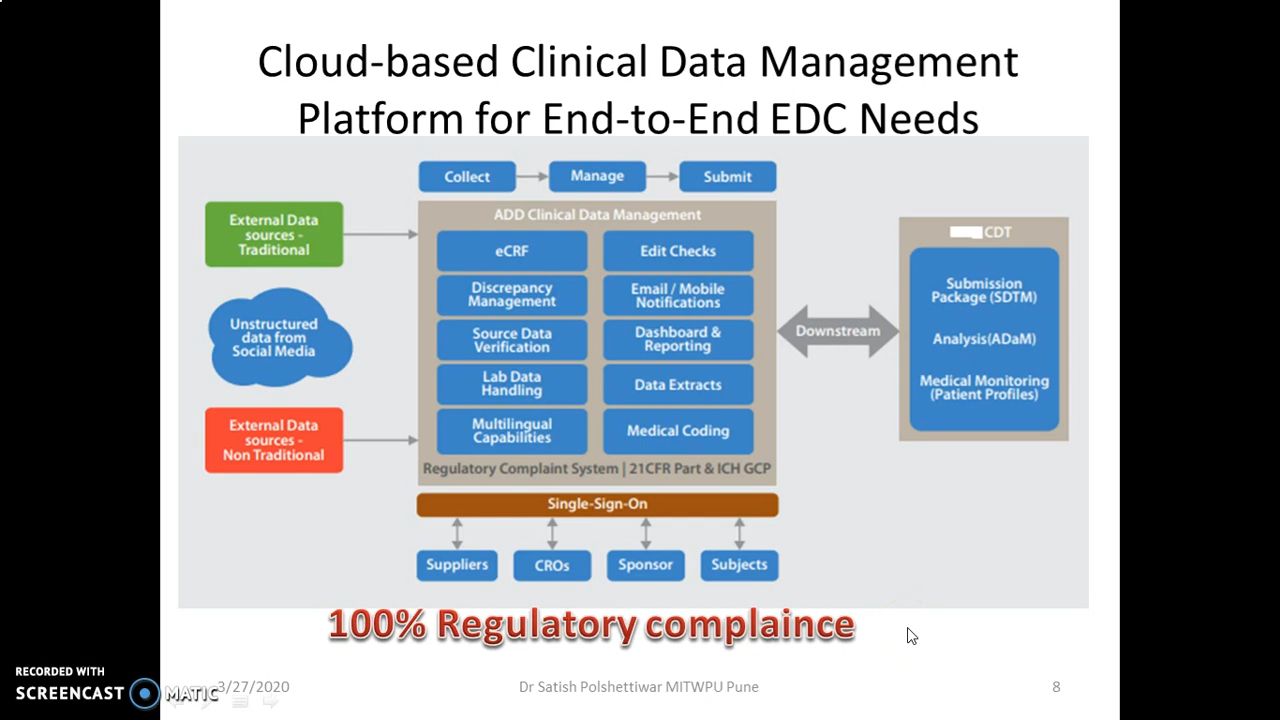 Cloud-based Clinical Data Management
Platform for End-to-End EDC Needs
Collect
Manage
Submit
External Data
sources -
Traditional
Unstructured
data from
Social Media
External Data
sources -
Non Traditional
ADD Clinical Data Management
eCRF
Edit Checks
Discrepancy
Management
Email / Mobile
Notifications
Source Data
Verification
Dashboard &
Reporting
Lab Data
Handling
Data Extracts
Multilingual
Capabilities
Medical Coding
Regulatory Complaint System | 21CFR Part & ICH GCP
Downstream
CDT
Submission
Package (SDTM)
Analysis(ADaM)
Medical Monitoring
(Patient Profiles)
Single-Sign-On
Suppliers
CROs
Sponsor
Subjects
100% Regulatory complaince
RECORDED WITH
SCREENCAST MATIC
3/27/2020
Dr Satish Polshettiwar MITWPU Pune
8